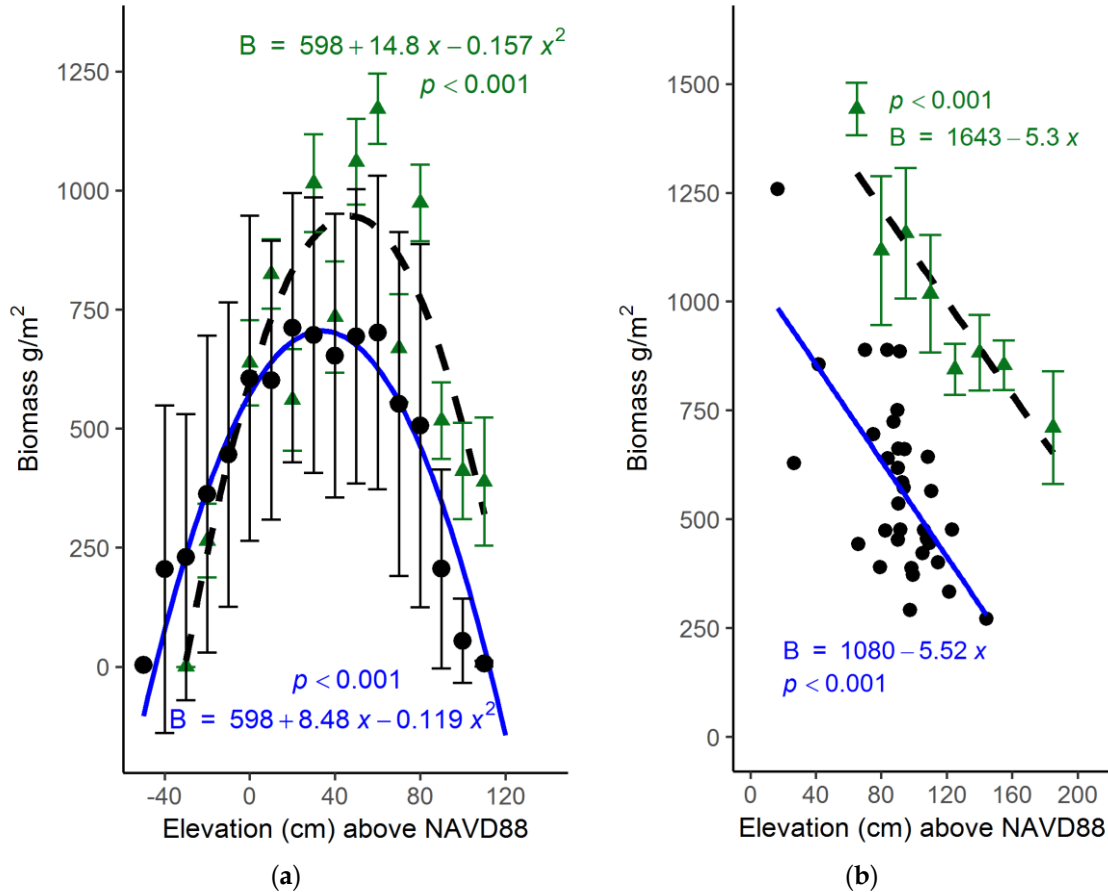 B = 598 + 14.8 x − 0.157 x²
p < 0.001
1250
1000
750
500
250
0
Biomass g/m²
p < 0.001
B = 598 + 8.48 x − 0.119 x²
-40 0 40 80 120
Elevation (cm) above NAVD88
(a)
p < 0.001
B = 1643 − 5.3 x
1500
1250
1000
750
500
250
0
Biomass g/m²
B = 1080 − 5.52 x
p < 0.001
0 40 80 120 160 200
Elevation (cm) above NAVD88
(b)